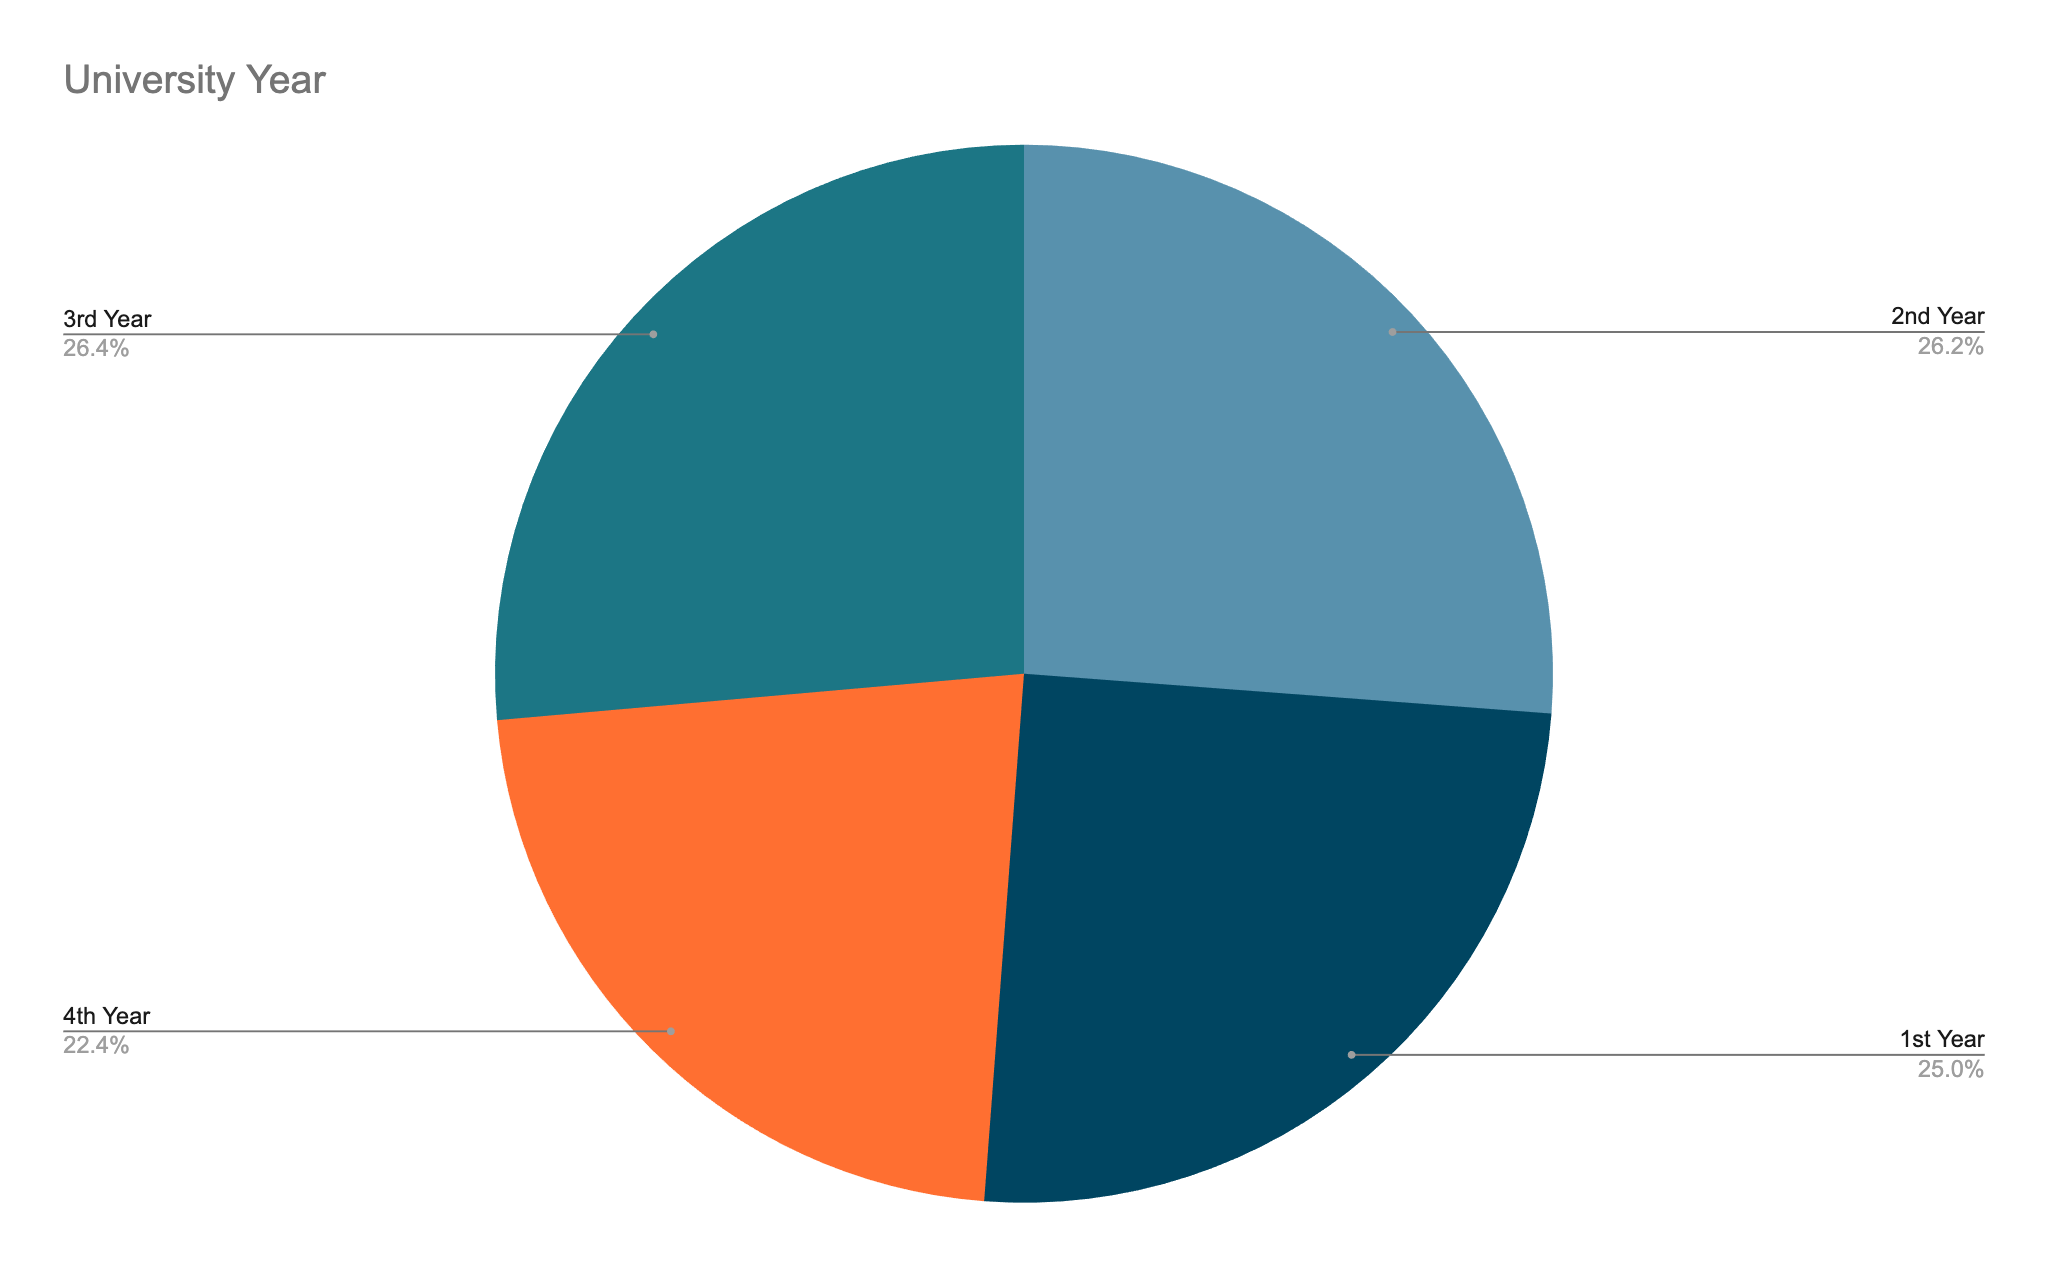 University Year
3rd Year
26.4%
2nd Year
26.2%
4th Year
22.4%
1st Year
25.0%